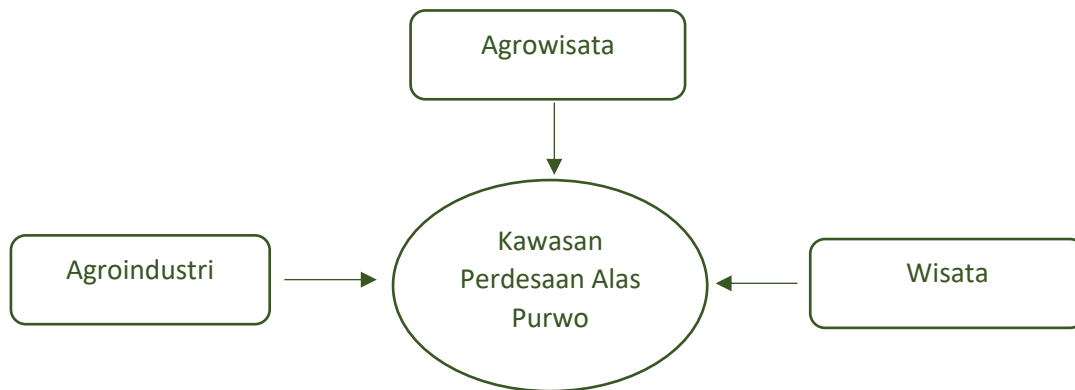 Agrowisata
Agroindustri
Kawasan
Perdesaan Alas
Purwo
Wisata